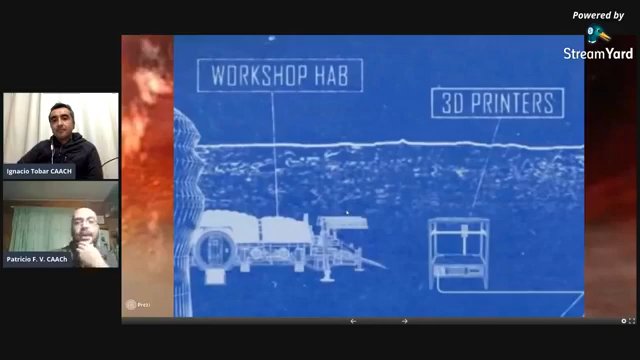 Powered by
StreamYard
WORKSHOP HAB
3D PRINTERS
Ignacio Tobar CAACH
Patricio F. V. CAACh
Prezi